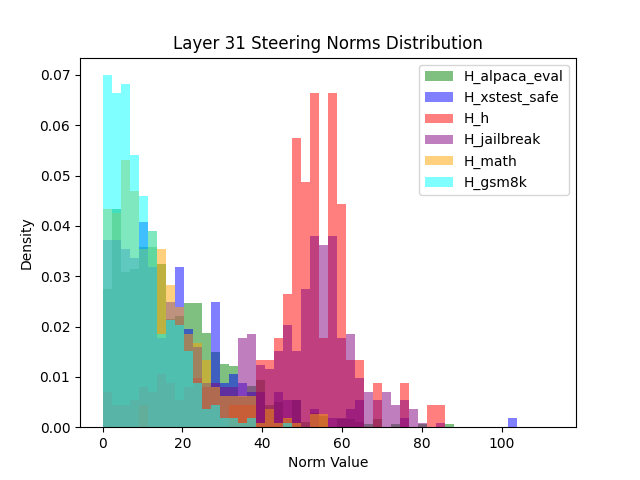 Layer 31 Steering Norms Distribution
H_alpaca_eval
H_xstest_safe
H_h
H_jailbreak
H_math
H_gsm8k
Density
0.07
0.06
0.05
0.04
0.03
0.02
0.01
0.00
0 20 40 60 80 100
Norm Value